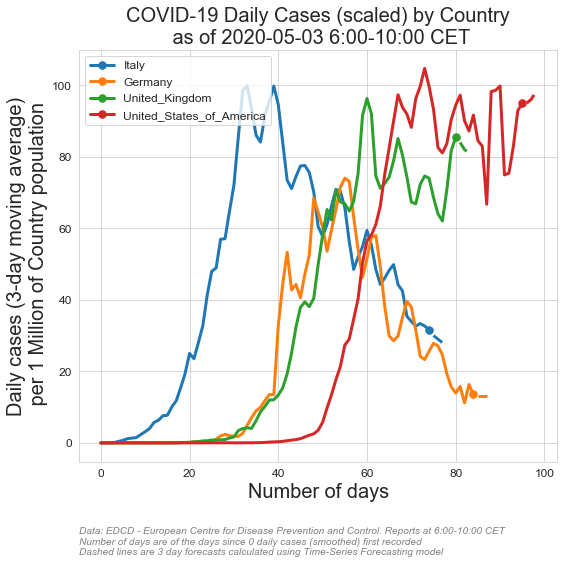 COVID-19 Daily Cases (scaled) by Country
as of 2020-05-03 6:00-10:00 CET
Italy
Germany
United_Kingdom
United_States_of_America
Daily cases (3-day moving average)
per 1 Million of Country population
100
80
60
40
20
0
0 20 40 60 80 100
Number of days
Data: EDCD - European Centre for Disease Prevention and Control. Reports at 6:00-10:00 CET
Number of days are of the days since 0 daily cases (smoothed) first recorded
Dashed lines are 3 day forecasts calculated using Time-Series Forecasting model